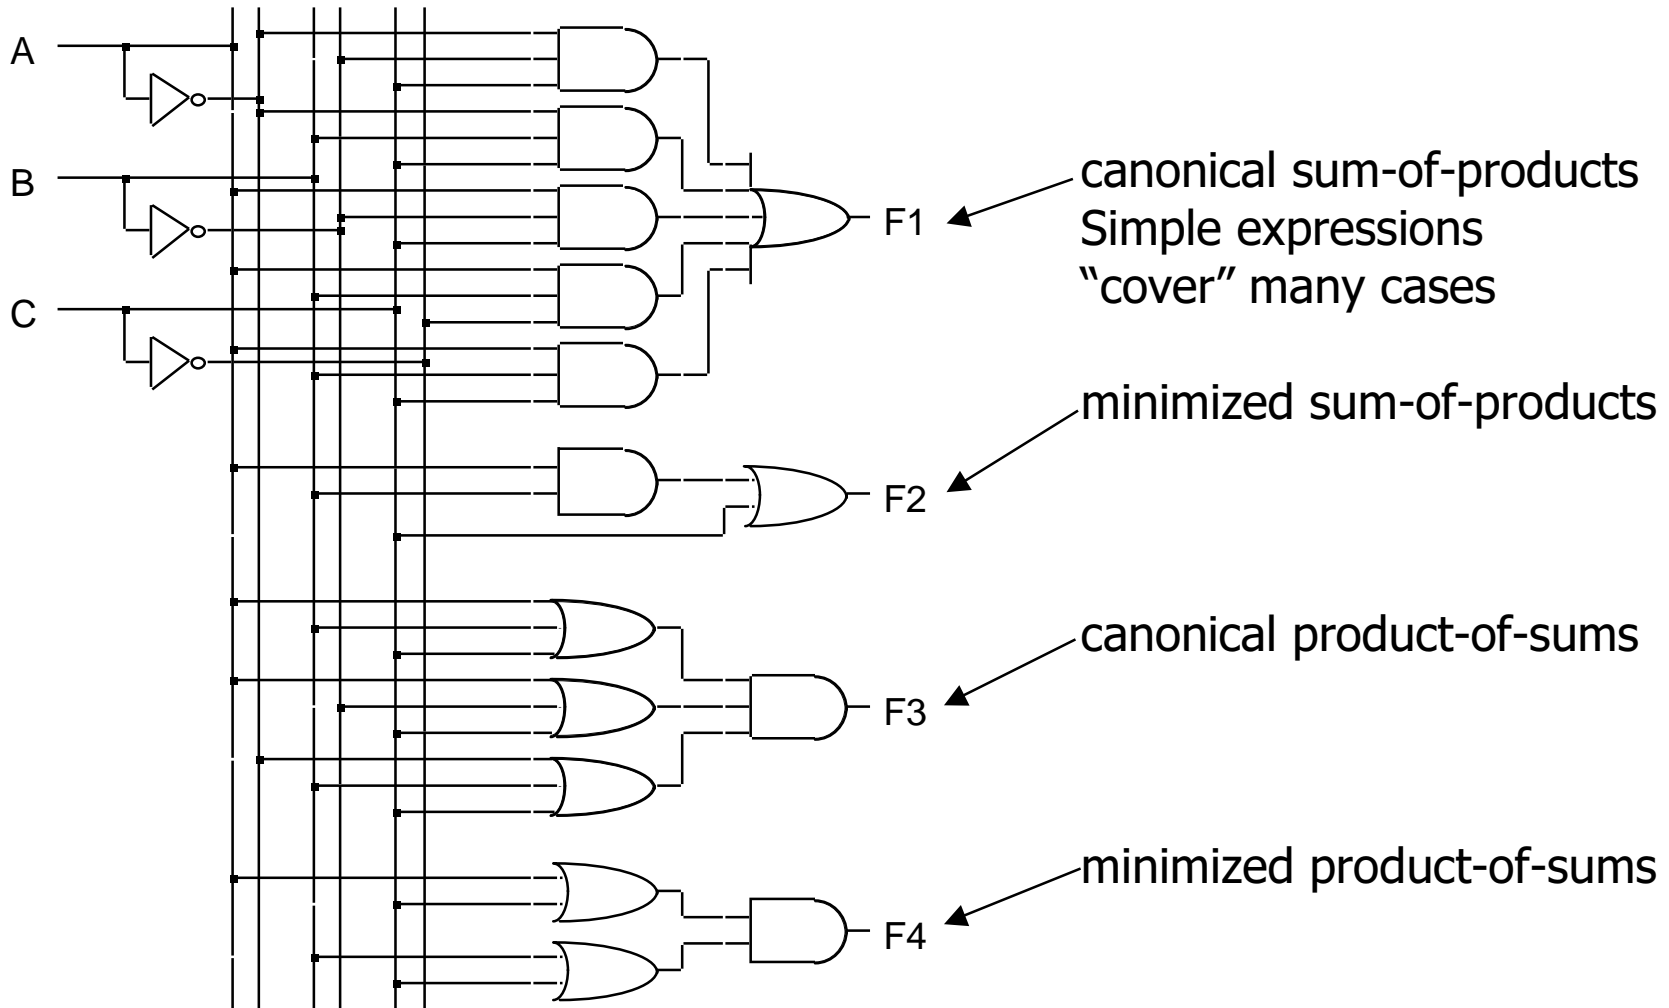 A
B
C
F1
canonical sum-of-products
Simple expressions
“cover” many cases
F2
minimized sum-of-products
F3
canonical product-of-sums
F4
minimized product-of-sums